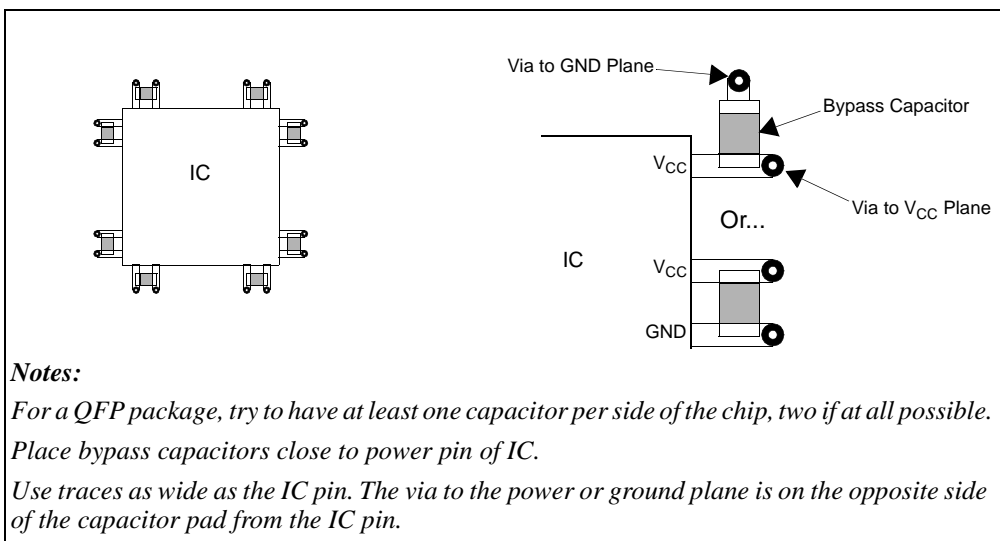 IC
Via to GND Plane
Bypass Capacitor
VCC
Via to VCC Plane
Or...
IC
VCC
GND
Notes:
For a QFP package, try to have at least one capacitor per side of the chip, two if at all possible.
Place bypass capacitors close to power pin of IC.
Use traces as wide as the IC pin. The via to the power or ground plane is on the opposite side
of the capacitor pad from the IC pin.